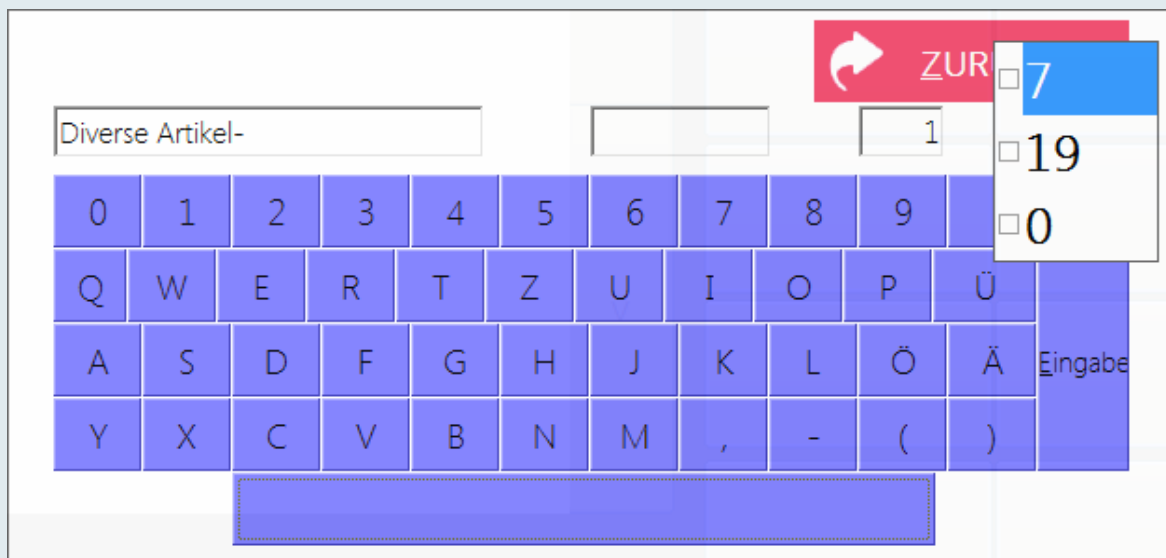 ZUR
7
Diverse Artikel-
1
19
0
0 1 2 3 4 5 6 7 8 9
Q W E R T Z U I O P Ü
A S D F G H J K L Ö Ä Eingabe
Y X C V B N M , - ( )